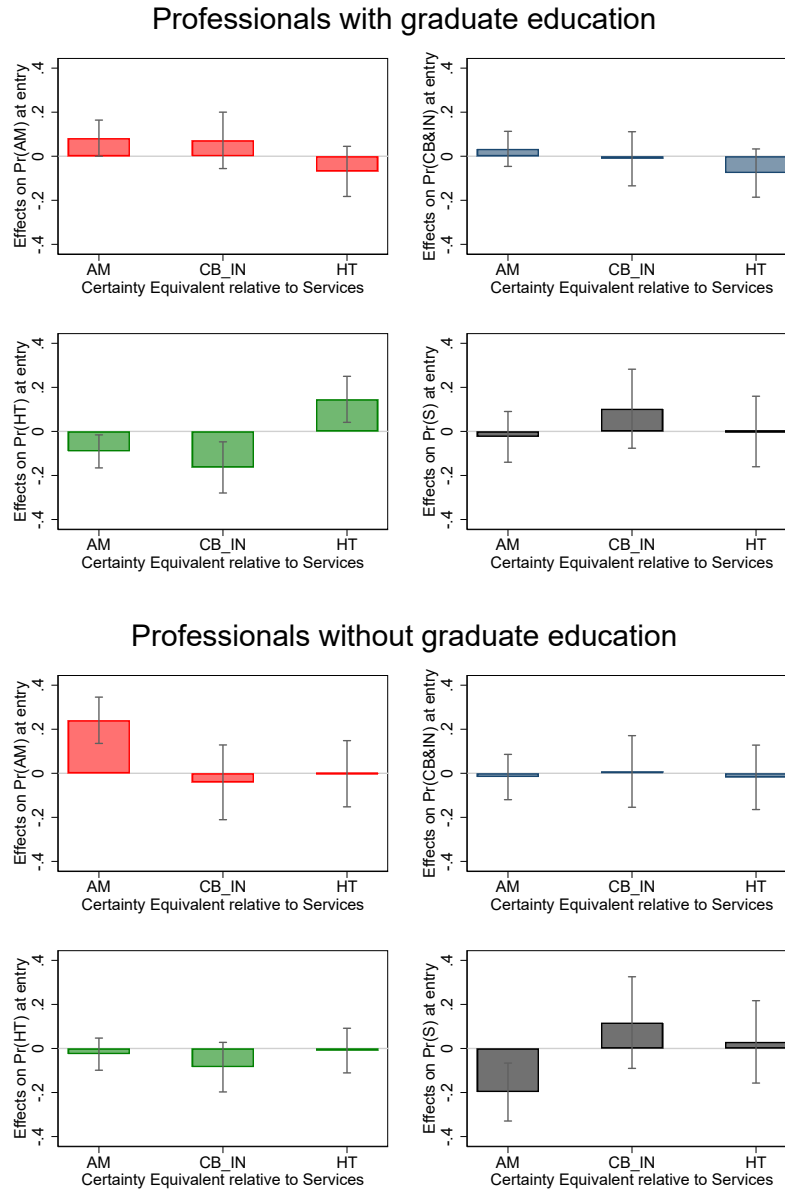 Professionals with graduate education
Effects on Pr(AM) at entry
.4
.2
0
-.2
-.4
AM CB_IN HT
Certainty Equivalent relative to Services
Effects on Pr(CB&IN) at entry
.4
.2
0
-.2
-.4
AM CB_IN HT
Certainty Equivalent relative to Services
Effects on Pr(HT) at entry
.4
.2
0
-.2
-.4
AM CB_IN HT
Certainty Equivalent relative to Services
Effects on Pr(S) at entry
.4
.2
0
-.2
-.4
AM CB_IN HT
Certainty Equivalent relative to Services
Professionals without graduate education
Effects on Pr(AM) at entry
.4
.2
0
-.2
-.4
AM CB_IN HT
Certainty Equivalent relative to Services
Effects on Pr(CB&IN) at entry
.4
.2
0
-.2
-.4
AM CB_IN HT
Certainty Equivalent relative to Services
Effects on Pr(HT) at entry
.4
.2
0
-.2
-.4
AM CB_IN HT
Certainty Equivalent relative to Services
Effects on Pr(S) at entry
.4
.2
0
-.2
-.4
AM CB_IN HT
Certainty Equivalent relative to Services